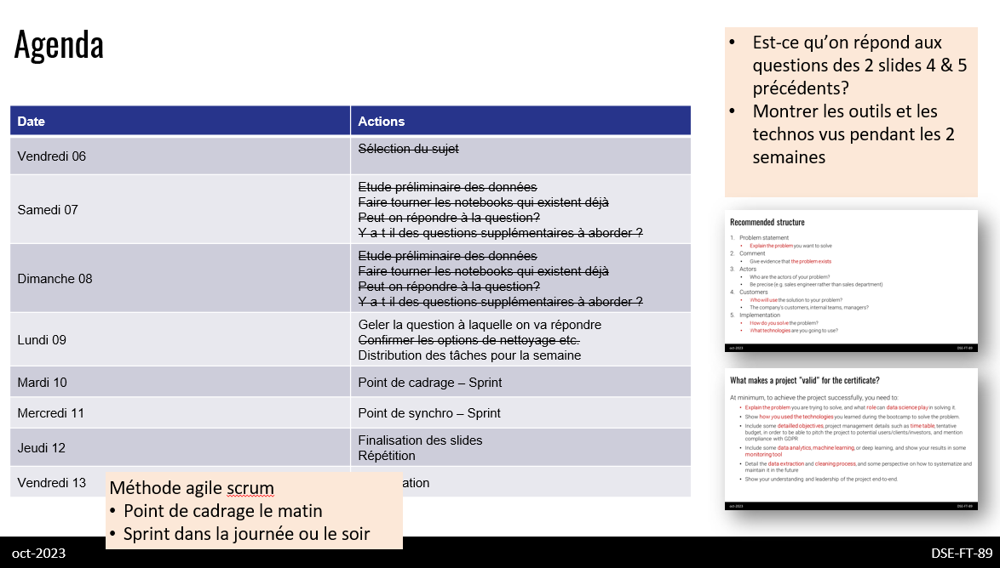 Agenda
Date
Actions
Vendredi 06
Sélection du sujet
Samedi 07
Etude préliminaire des données
Faire tourner les notebooks qui existent déjà
Peut on répondre à la question?
Y a t il des questions supplémentaires à aborder ?
Dimanche 08
Etude préliminaire des données
Faire tourner les notebooks qui existent déjà
Peut on répondre à la question?
Y a t il des questions supplémentaires à aborder ?
Lundi 09
Geler la question à laquelle on va répondre
Confirmer les options de nettoyage etc.
Distribution des tâches pour la semaine
Mardi 10
Point de cadrage – Sprint
Mercredi 11
Point de synchro – Sprint
Jeudi 12
Finalisation des slides
Répétition
Vendredi 13
ation
Méthode agile scrum
• Point de cadrage le matin
• Sprint dans la journée ou le soir
• Est-ce qu'on répond aux
questions des 2 slides 4 & 5
précédents?
• Montrer les outils et les
technos vus pendant les 2
semaines
Recommended structure
1. Problem statement
• Explain the problem you want to solve
2. Comment
• Give evidence that the problem exists
3. Actors
• Who are the actors of your problem?
• Be precise (e.g. sales engineer rather than sales department)
4. Customers
• Who will use the solution to your problem?
• The company's customers, internal teams, managers?
5. Implementation
• How do you solve the problem?
• What technologies are you going to use?
oct-2023
DSE-FT-89
What makes a project "valid" for the certificate?
At minimum, to achieve the project successfully, you need to:
• Explain the problem you are trying to solve, and what role can data science play in solving it.
• Show how you used the technologies you learned during the bootcamp to solve the problem.
• Include some detailled objectives, project management details such as time table, tentative
budget, in order to be able to pitch the project to potential users/clients/investors, and mention
compliance with GDPR
• Include some data analytics, machine learning, or deep learning, and show your results in some
monitoring tool
• Detail the data extraction and cleaning process, and some perspective on how to systematize and
maintain it in the future
• Show your understanding and leadership of the project end-to-end.
oct-2023
DSE-FT-89
oct-2023
DSE-FT-89